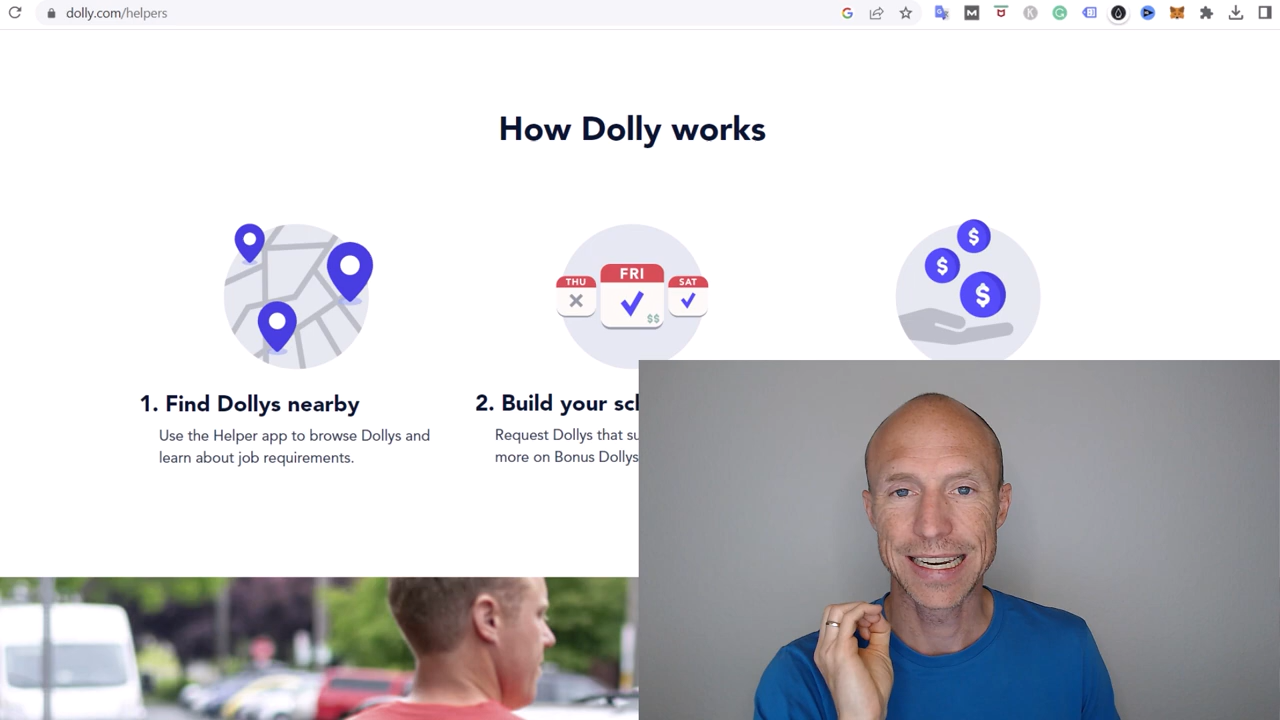 dolly.com/helpers
How Dolly works
THU
FRI
SAT
$$
$
$
$
1. Find Dollys nearby
Use the Helper app to browse Dollys and
learn about job requirements.
2. Build your
Request Dollys that
more on Bonus Dollys